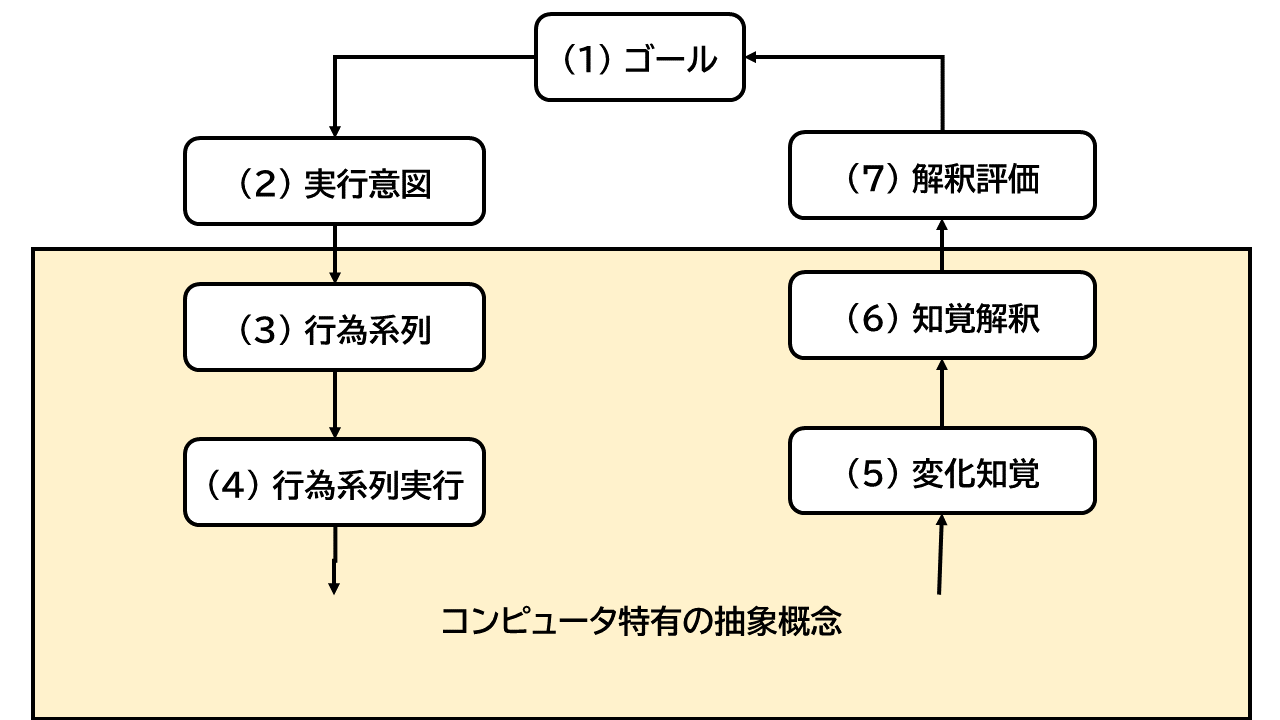 （1）ゴール
（2）実行意図
（3）行為系列
（4）行為系列実行
（5）変化知覚
（6）知覚解釈
（7）解釈評価
コンピュータ特有の抽象概念